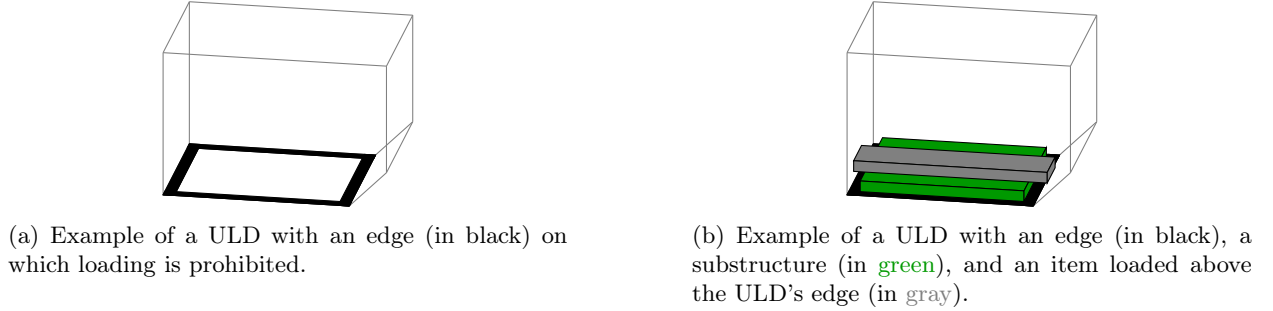 (a) Example of a ULD with an edge (in black) on
which loading is prohibited.
(b) Example of a ULD with an edge (in black), a
substructure (in green), and an item loaded above
the ULD's edge (in gray).